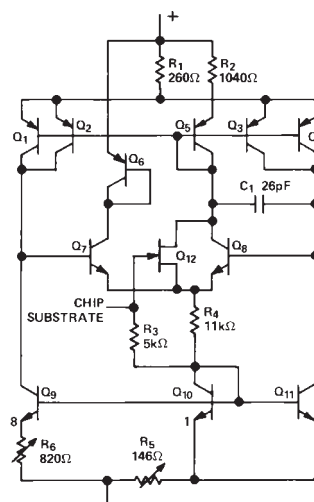 +
R1 260Ω
R2 1040Ω
Q1
Q2
Q5
Q3
Q6
C1 26pF
Q7
Q12
Q8
CHIP SUBSTRATE
R3 5kΩ
R4 11kΩ
Q9
Q10
Q11
8
1
R6 820Ω
R5 146Ω